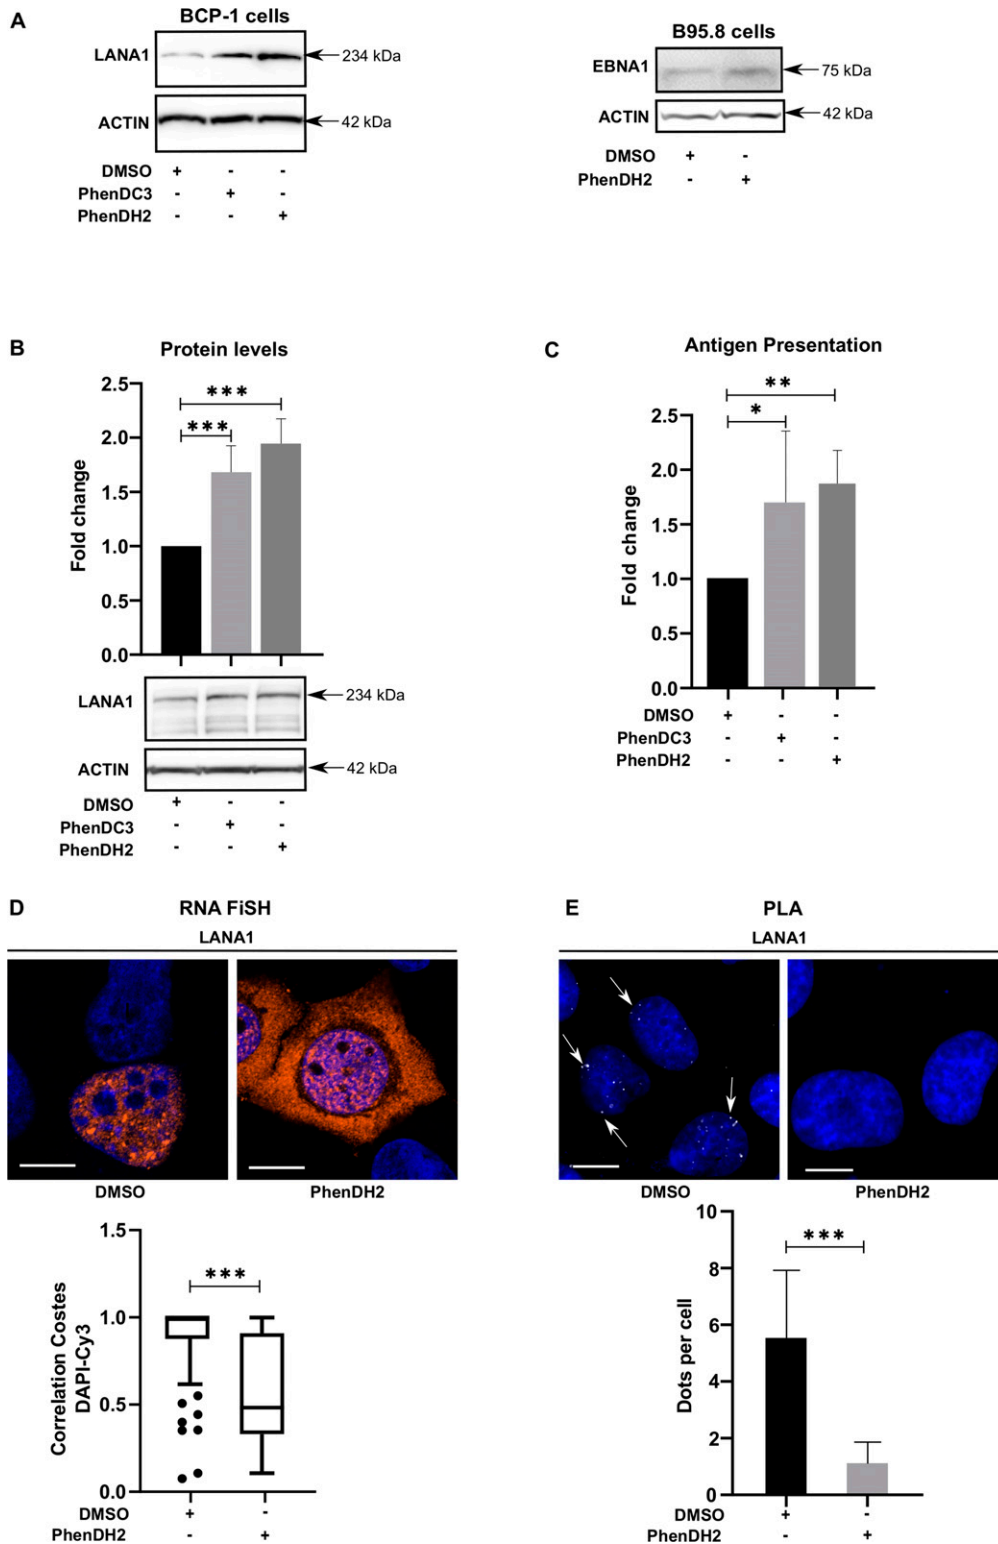 A
BCP-1 cells
LANA1
234 kDa
ACTIN
42 kDa
DMSO + - -
PhenDC3 - + -
PhenDH2 - - +
B95.8 cells
EBNA1
75 kDa
ACTIN
42 kDa
DMSO + -
PhenDH2 - +
B
Protein levels
Fold change
2.5
2.0
1.5
1.0
0.5
0.0
***
***
LANA1
234 kDa
ACTIN
42 kDa
DMSO + - -
PhenDC3 - + -
PhenDH2 - - +
C
Antigen Presentation
Fold change
2.5
2.0
1.5
1.0
0.5
0.0
**
*
DMSO + - -
PhenDC3 - + -
PhenDH2 - - +
D
RNA FiSH
LANA1
DMSO
PhenDH2
Correlation Costes
DAPI-Cy3
1.5
1.0
0.5
0.0
***
DMSO + -
PhenDH2 - +
E
PLA
LANA1
DMSO
PhenDH2
Dots per cell
10
8
6
4
2
0
***
DMSO + -
PhenDH2 - +